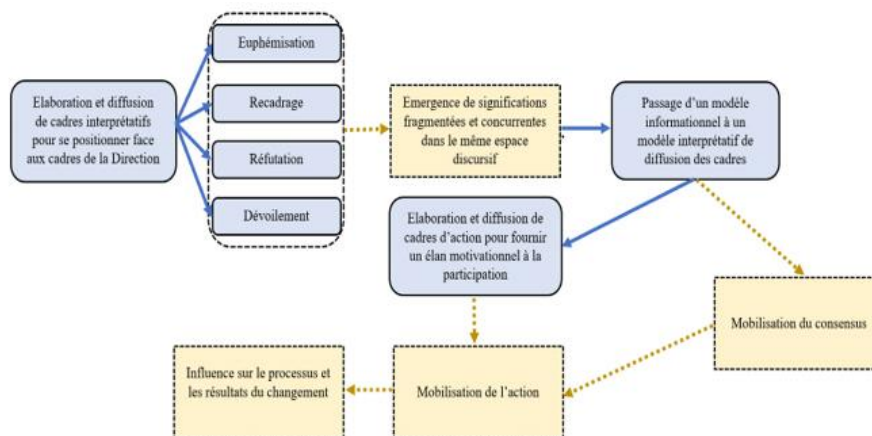 Elaboration et diffusion
de cadres interprétatifs
pour se positionner face
aux cadres de la Direction
Euphémisation
Recadrage
Réfutation
Dévoilement
Emergence de significations
fragmentées et concurrentes
dans le même espace
discursif
Passage d'un modèle
informationnel à un
modèle interprétatif de
diffusion des cadres
Elaboration et diffusion de
cadres d'action pour fournir
un élan motivationnel à la
participation
Mobilisation du consensus
Mobilisation de l'action
Influence sur le processus et
les résultats du changement